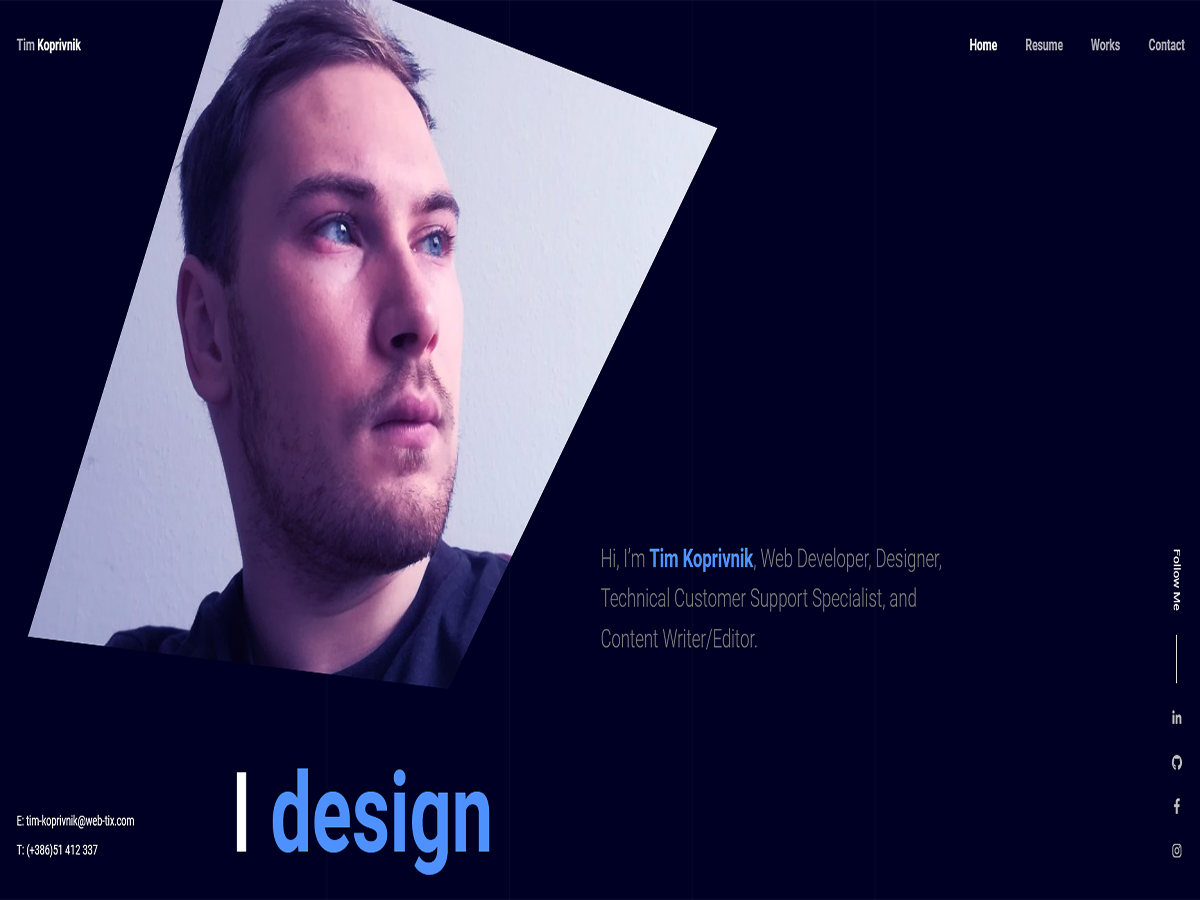 Tim Koprivnik
Home Resume Works Contact
Hi, I'm Tim Koprivnik, Web Developer, Designer,
Technical Customer Support Specialist, and
Content Writer/Editor.
Follow Me
I design
E: tim-koprivnik@web-tix.com
T: (+386)51 412 337